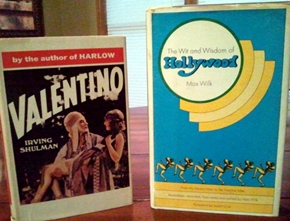 by the author of HARLOW
VALENTINO
IRVING
SHULMAN
The Wit and Wisdom of
Hollywood
Max Wilk